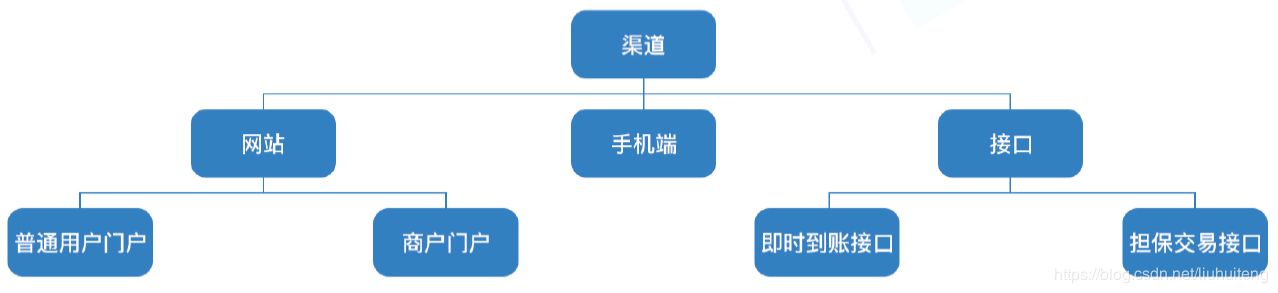 渠道
网站
手机端
接口
普通用户门户
商户门户
即时到账接口
担保交易接口
https://blog.csdn.net/liuhuiteng